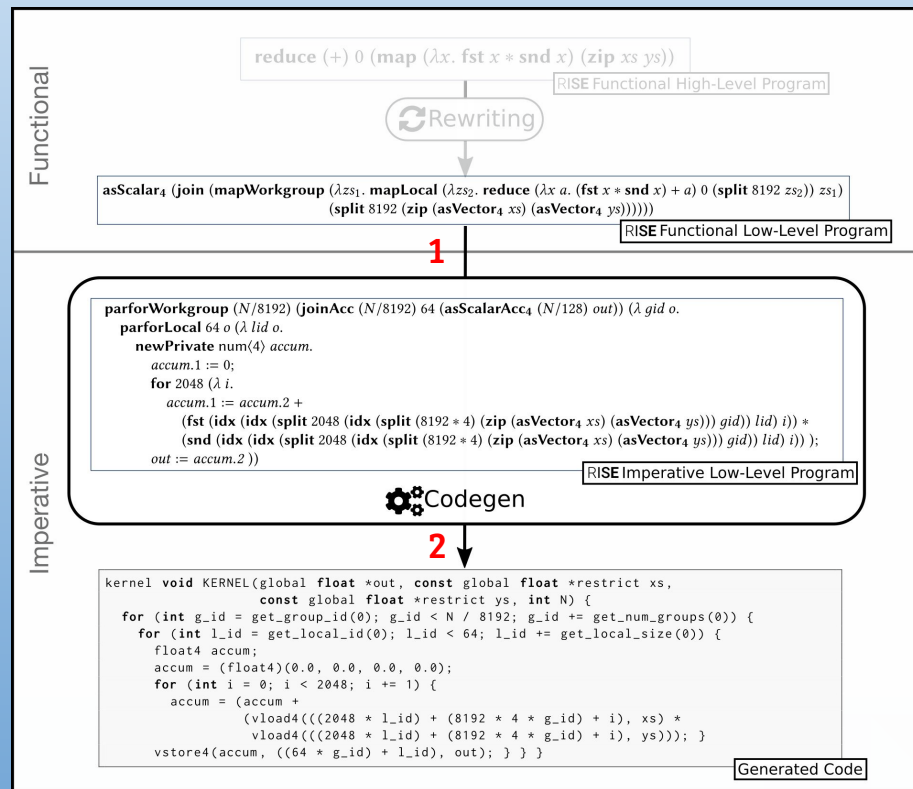 Functional
reduce (+) 0 (map (λx. fst x * snd x) (zip xs ys))
RISE Functional High-Level Program
Rewriting
asScalar₄ (join (mapWorkgroup (λzs₁. mapLocal (λzs₂. reduce (λx a. (fst x * snd x) + a) 0 (split 8192 zs₂)) zs₁)
(split 8192 (zip (asVector₄ xs) (asVector₄ ys))))))
RISE Functional Low-Level Program
1
Imperative
parforWorkgroup (N/8192) (joinAcc (N/8192) 64 (asScalarAcc₄ (N/128) out)) (λ gid o.
parforLocal 64 o (λ lid o.
newPrivate num⟨4⟩ accum.
accum.1 := 0;
for 2048 (λ i.
accum.1 := accum.2 +
(fst (idx (idx (split 2048 (idx (split (8192 * 4) (zip (asVector₄ xs) (asVector₄ ys))) gid)) lid) i)) *
(snd (idx (idx (split 2048 (idx (split (8192 * 4) (zip (asVector₄ xs) (asVector₄ ys))) gid)) lid) i)) );
out := accum.2 ))
RISE Imperative Low-Level Program
Codegen
2
kernel void KERNEL(global float *out, const global float *restrict xs,
const global float *restrict ys, int N) {
for (int g_id = get_group_id(0); g_id < N / 8192; g_id += get_num_groups(0)) {
for (int l_id = get_local_id(0); l_id < 64; l_id += get_local_size(0)) {
float4 accum;
accum = (float4)(0.0, 0.0, 0.0, 0.0);
for (int i = 0; i < 2048; i += 1) {
accum = (accum +
(vload4(((2048 * l_id) + (8192 * 4 * g_id) + i), xs) *
vload4(((2048 * l_id) + (8192 * 4 * g_id) + i), ys))); }
vstore4(accum, ((64 * g_id) + l_id), out); } } }
Generated Code